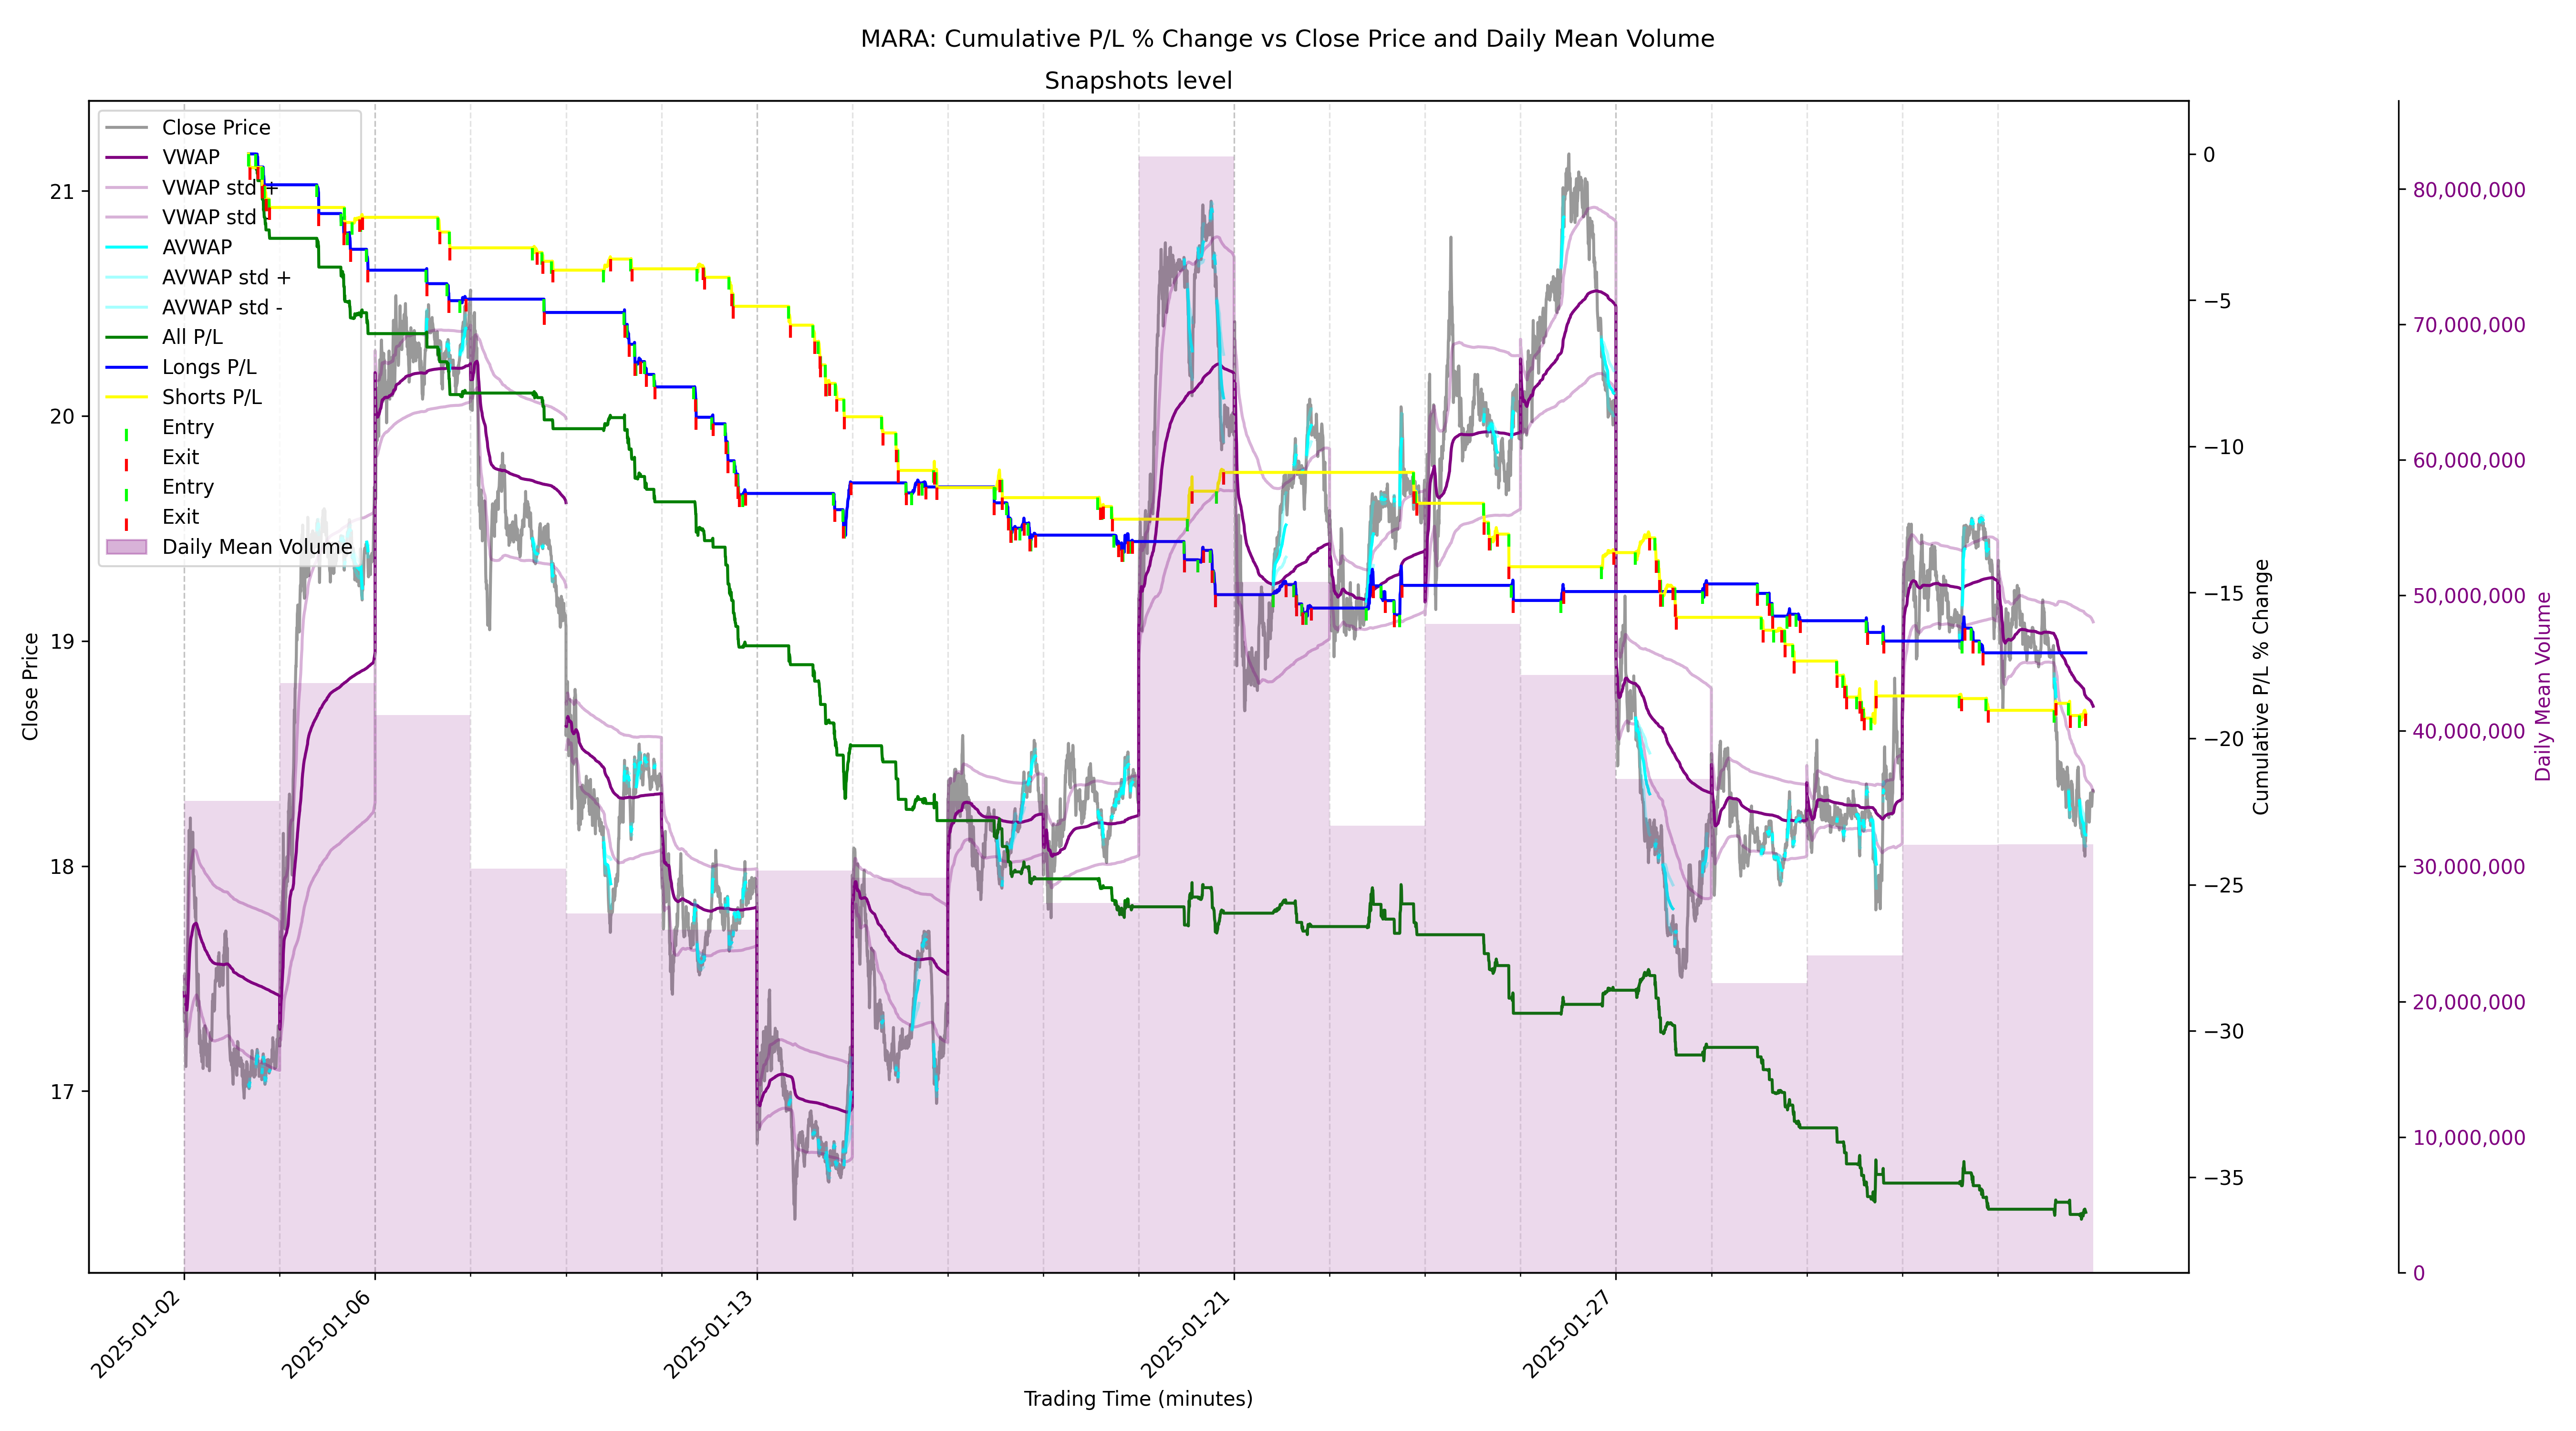 MARA: Cumulative P/L % Change vs Close Price and Daily Mean Volume
Snapshots level
Close Price
VWAP
VWAP std +
VWAP std -
AVWAP
AVWAP std +
AVWAP std -
All P/L
Longs P/L
Shorts P/L
Entry
Exit
Entry
Exit
Daily Mean Volume
21
20
19
18
17
Close Price
0
−5
−10
−15
−20
−25
−30
−35
Cumulative P/L % Change
80,000,000
70,000,000
60,000,000
50,000,000
40,000,000
30,000,000
20,000,000
10,000,000
0
Daily Mean Volume
2025-01-02
2025-01-06
2025-01-13
2025-01-21
2025-01-27
Trading Time (minutes)